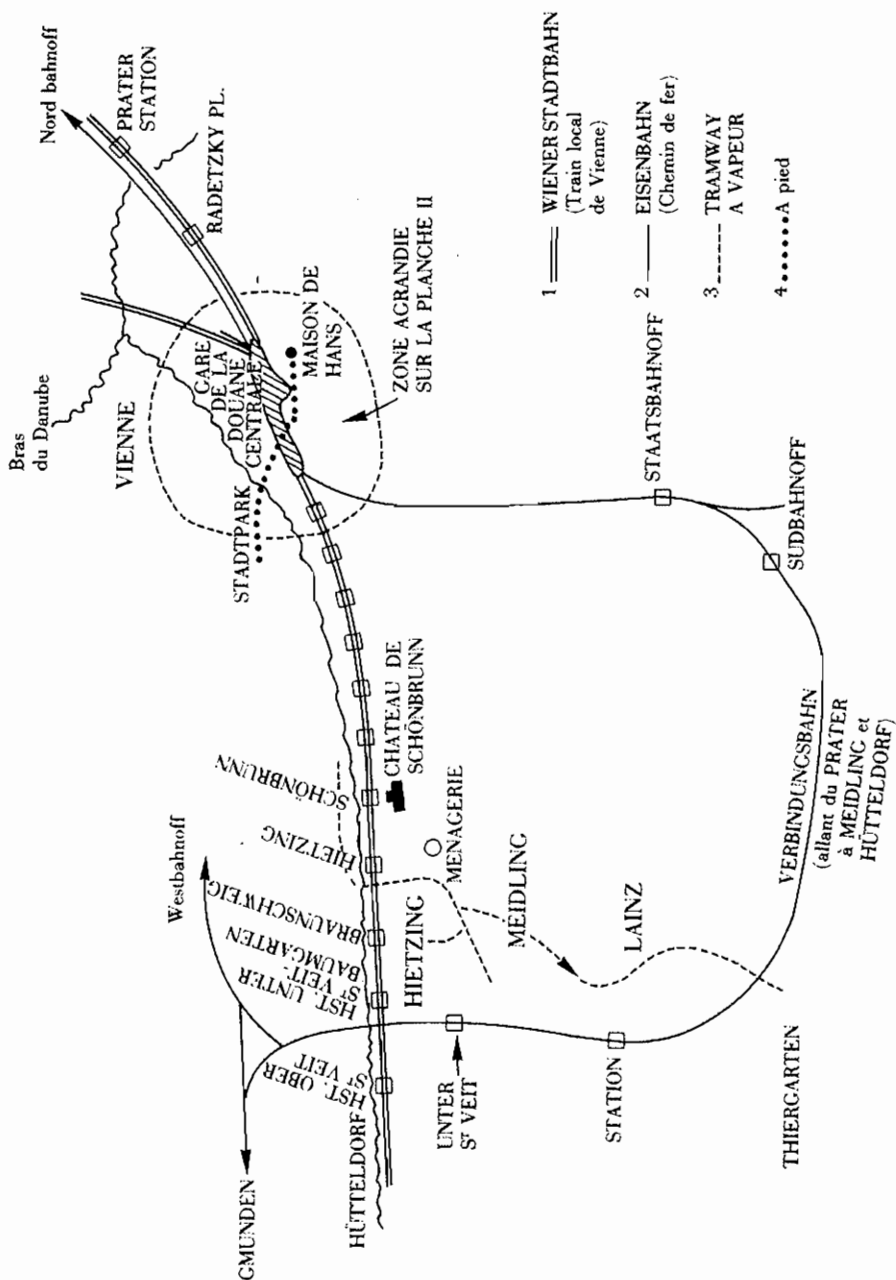 Nord bahnoff
PRATER
STATION
RADETZKY PL.
Bras
du Danube
VIENNE
GARE
DE LA
DOUANE
CENTRALE
STADTPARK
MAISON DE
HANS
ZONE AGRANDIE
SUR LA PLANCHE II
Westbahnoff
SCHÖNBRUNN
HIETZING
BRAUNSCHWEIG
BAUMGARTEN
HST. UNTER
Sᵗ VEIT-
HST. OBER
Sᵗ VEIT
GMUNDEN
HÜTTELDORF
CHATEAU DE
SCHÖNBRUNN
MENAGERIE
HIETZING
MEIDLING
LAINZ
UNTER
Sᵗ VEIT
STATION
THIERGARTEN
VERBINDUNGSBAHN
(allant du PRATER
à MEIDLING et
HÜTTELDORF)
STAATSBAHNOFF
SUDBAHNOFF
1 WIENER STADTBAHN
(Train local
de Vienne)
2 EISENBAHN
(Chemin de fer)
3 TRAMWAY
A VAPEUR
4 A pied